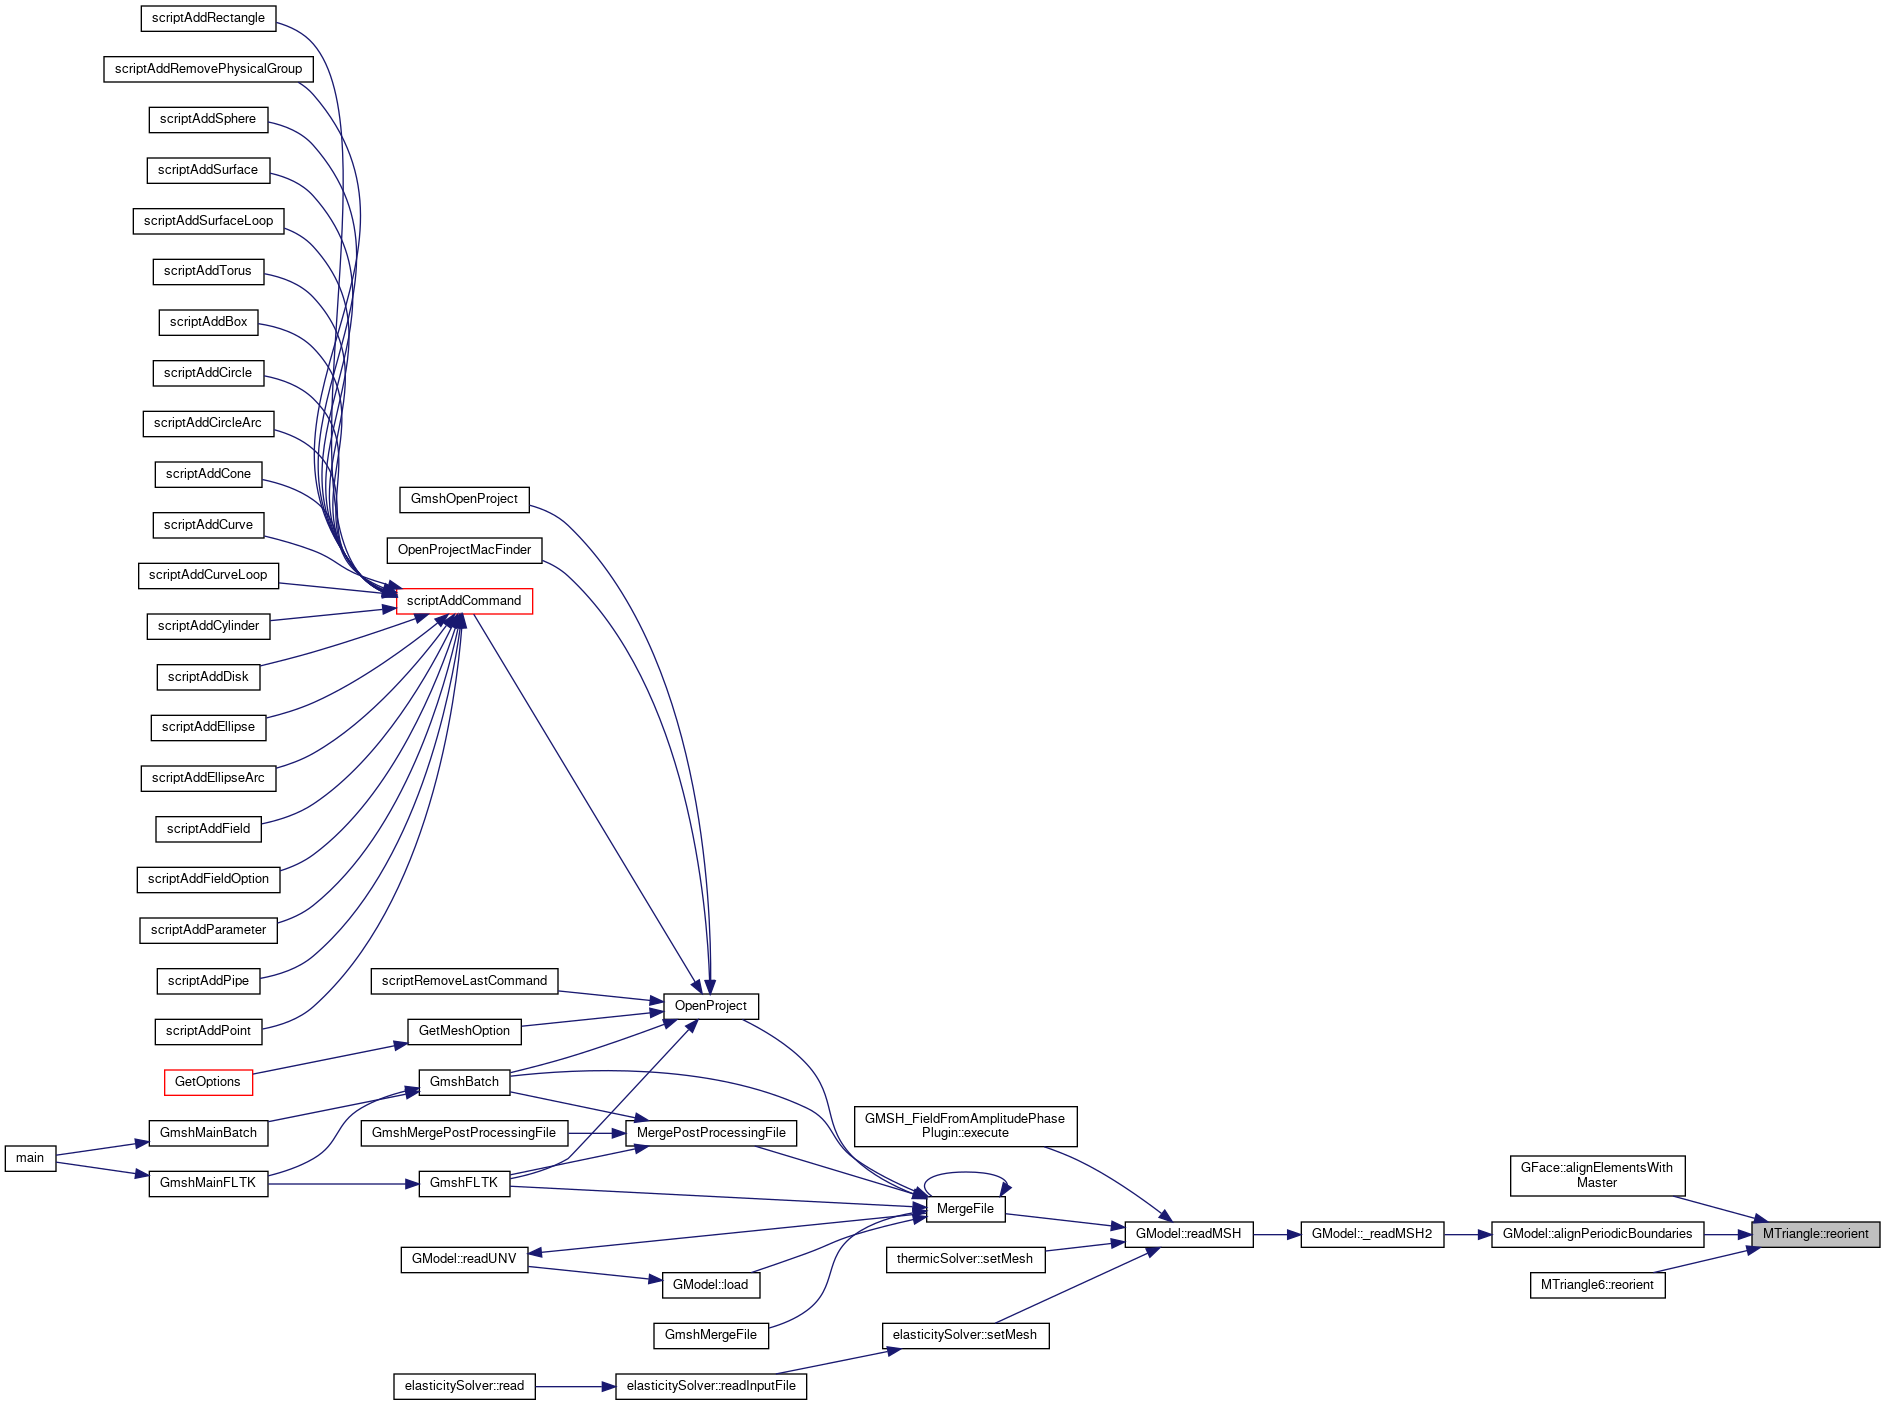 scriptAddRectangle
scriptAddRemovePhysicalGroup
scriptAddSphere
scriptAddSurface
scriptAddSurfaceLoop
scriptAddTorus
scriptAddBox
scriptAddCircle
scriptAddCircleArc
scriptAddCone
scriptAddCurve
scriptAddCurveLoop
scriptAddCylinder
scriptAddDisk
scriptAddEllipse
scriptAddEllipseArc
scriptAddField
scriptAddFieldOption
scriptAddParameter
scriptAddPipe
scriptAddPoint
GetOptions
GmshMainBatch
main
GmshMainFLTK
GmshOpenProject
OpenProjectMacFinder
scriptAddCommand
scriptRemoveLastCommand
GetMeshOption
GmshBatch
GmshMergePostProcessingFile
GmshFLTK
GModel::readUNV
elasticitySolver::read
OpenProject
MergePostProcessingFile
GModel::load
GmshMergeFile
elasticitySolver::readInputFile
GMSH_FieldFromAmplitudePhase
Plugin::execute
MergeFile
thermicSolver::setMesh
elasticitySolver::setMesh
GModel::readMSH
GModel::_readMSH2
GFace::alignElementsWith
Master
GModel::alignPeriodicBoundaries
MTriangle6::reorient
MTriangle::reorient